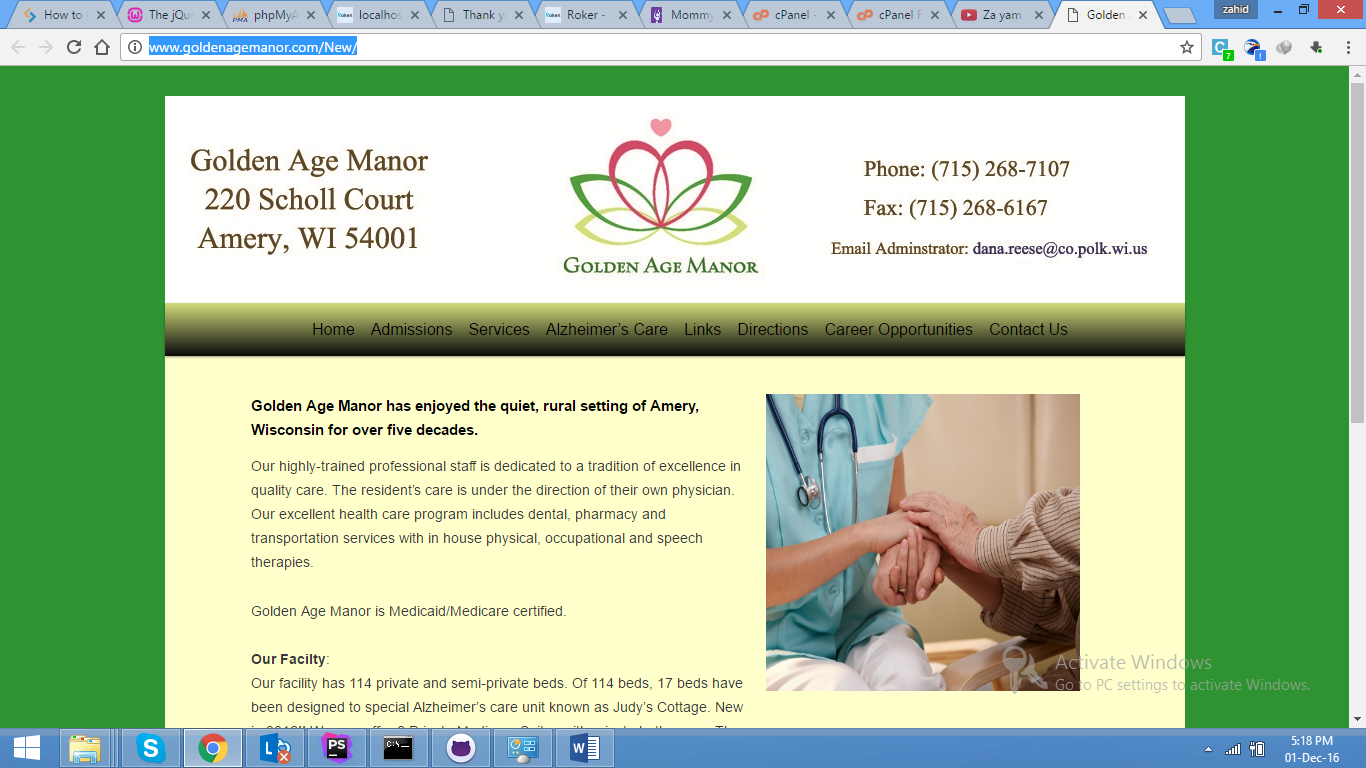 How to
The jQue
phpMyA
localhos
Thank y
Roker -
Mommy
cPanel -
cPanel F
Za yam
Golden
zahid
www.goldenagemanor.com/New/
Golden Age Manor
220 Scholl Court
Amery, WI 54001
GOLDEN AGE MANOR
Phone: (715) 268-7107
Fax: (715) 268-6167
Email Adminstrator: dana.reese@co.polk.wi.us
Home Admissions Services Alzheimer's Care Links Directions Career Opportunities Contact Us
Golden Age Manor has enjoyed the quiet, rural setting of Amery,
Wisconsin for over five decades.
Our highly-trained professional staff is dedicated to a tradition of excellence in
quality care. The resident's care is under the direction of their own physician.
Our excellent health care program includes dental, pharmacy and
transportation services with in house physical, occupational and speech
therapies.
Golden Age Manor is Medicaid/Medicare certified.
Our Facilty:
Our facility has 114 private and semi-private beds. Of 114 beds, 17 beds have
been designed to special Alzheimer's care unit known as Judy's Cottage. New
Activate Windows
Go to PC settings to activate Windows.
5:18 PM
01-Dec-16